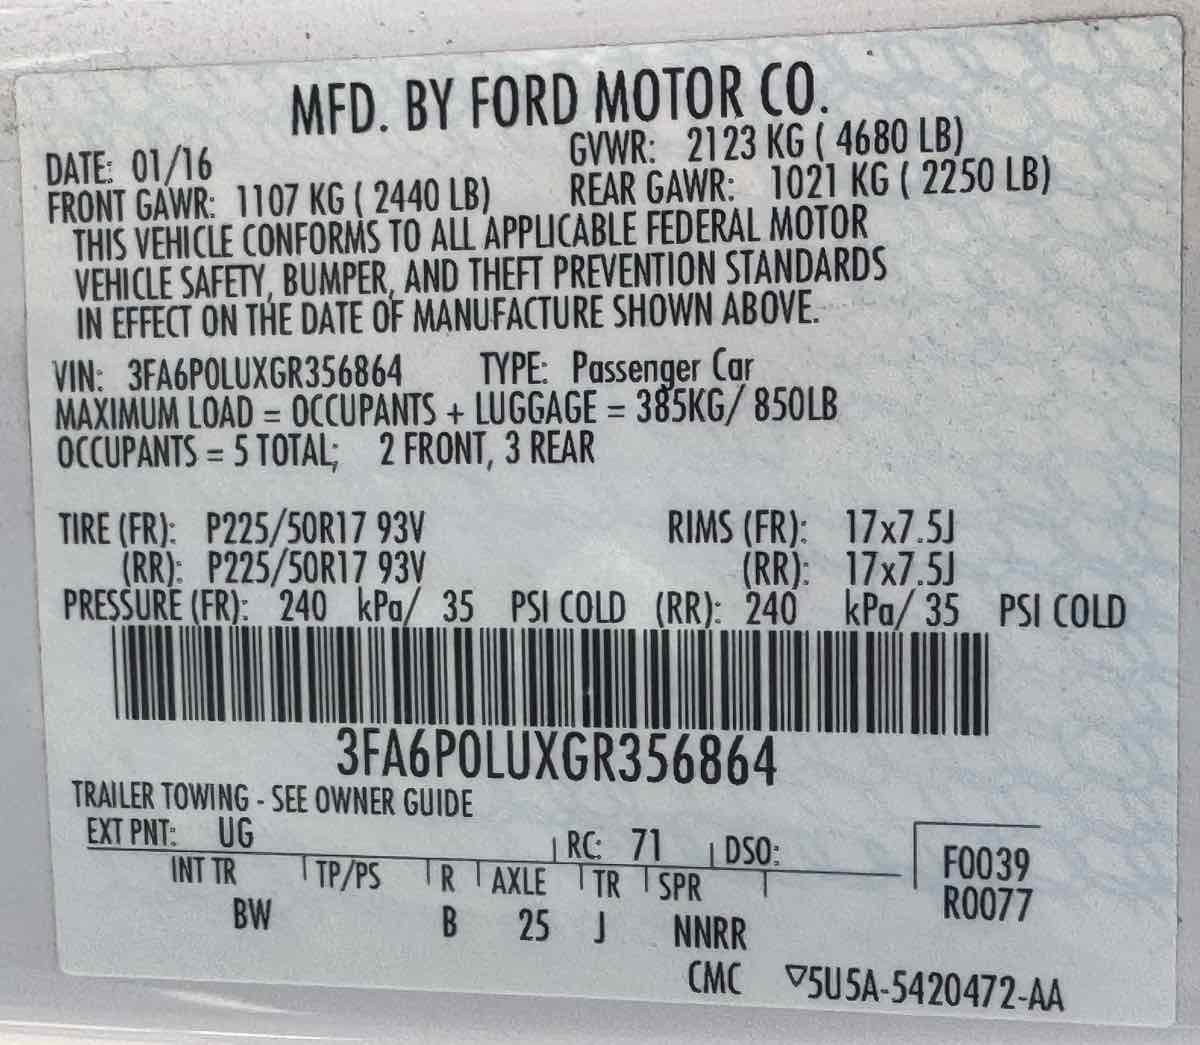 MFD. BY FORD MOTOR CO.
DATE: 01/16 GVWR: 2123 KG ( 4680 LB)
FRONT GAWR: 1107 KG ( 2440 LB) REAR GAWR: 1021 KG ( 2250 LB)
THIS VEHICLE CONFORMS TO ALL APPLICABLE FEDERAL MOTOR
VEHICLE SAFETY, BUMPER, AND THEFT PREVENTION STANDARDS
IN EFFECT ON THE DATE OF MANUFACTURE SHOWN ABOVE.
VIN: 3FA6P0LUXGR356864 TYPE: Passenger Car
MAXIMUM LOAD = OCCUPANTS + LUGGAGE = 385KG/ 850LB
OCCUPANTS = 5 TOTAL; 2 FRONT, 3 REAR
TIRE (FR): P225/50R17 93V RIMS (FR): 17x7.5J
(RR): P225/50R17 93V (RR): 17x7.5J
PRESSURE (FR): 240 kPa/ 35 PSI COLD (RR): 240 kPa/ 35 PSI COLD
3FA6P0LUXGR356864
TRAILER TOWING - SEE OWNER GUIDE
EXT PNT: UG RC: 71 DSO: F0039
INT TR TP/PS R AXLE TR SPR R0077
BW B 25 J NNRR
CMC ▽5U5A-5420472-AA